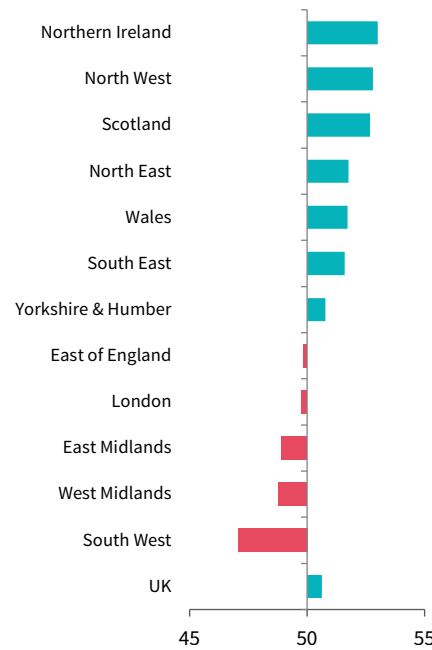 Northern Ireland
North West
Scotland
North East
Wales
South East
Yorkshire & Humber
East of England
London
East Midlands
West Midlands
South West
UK
45 50 55